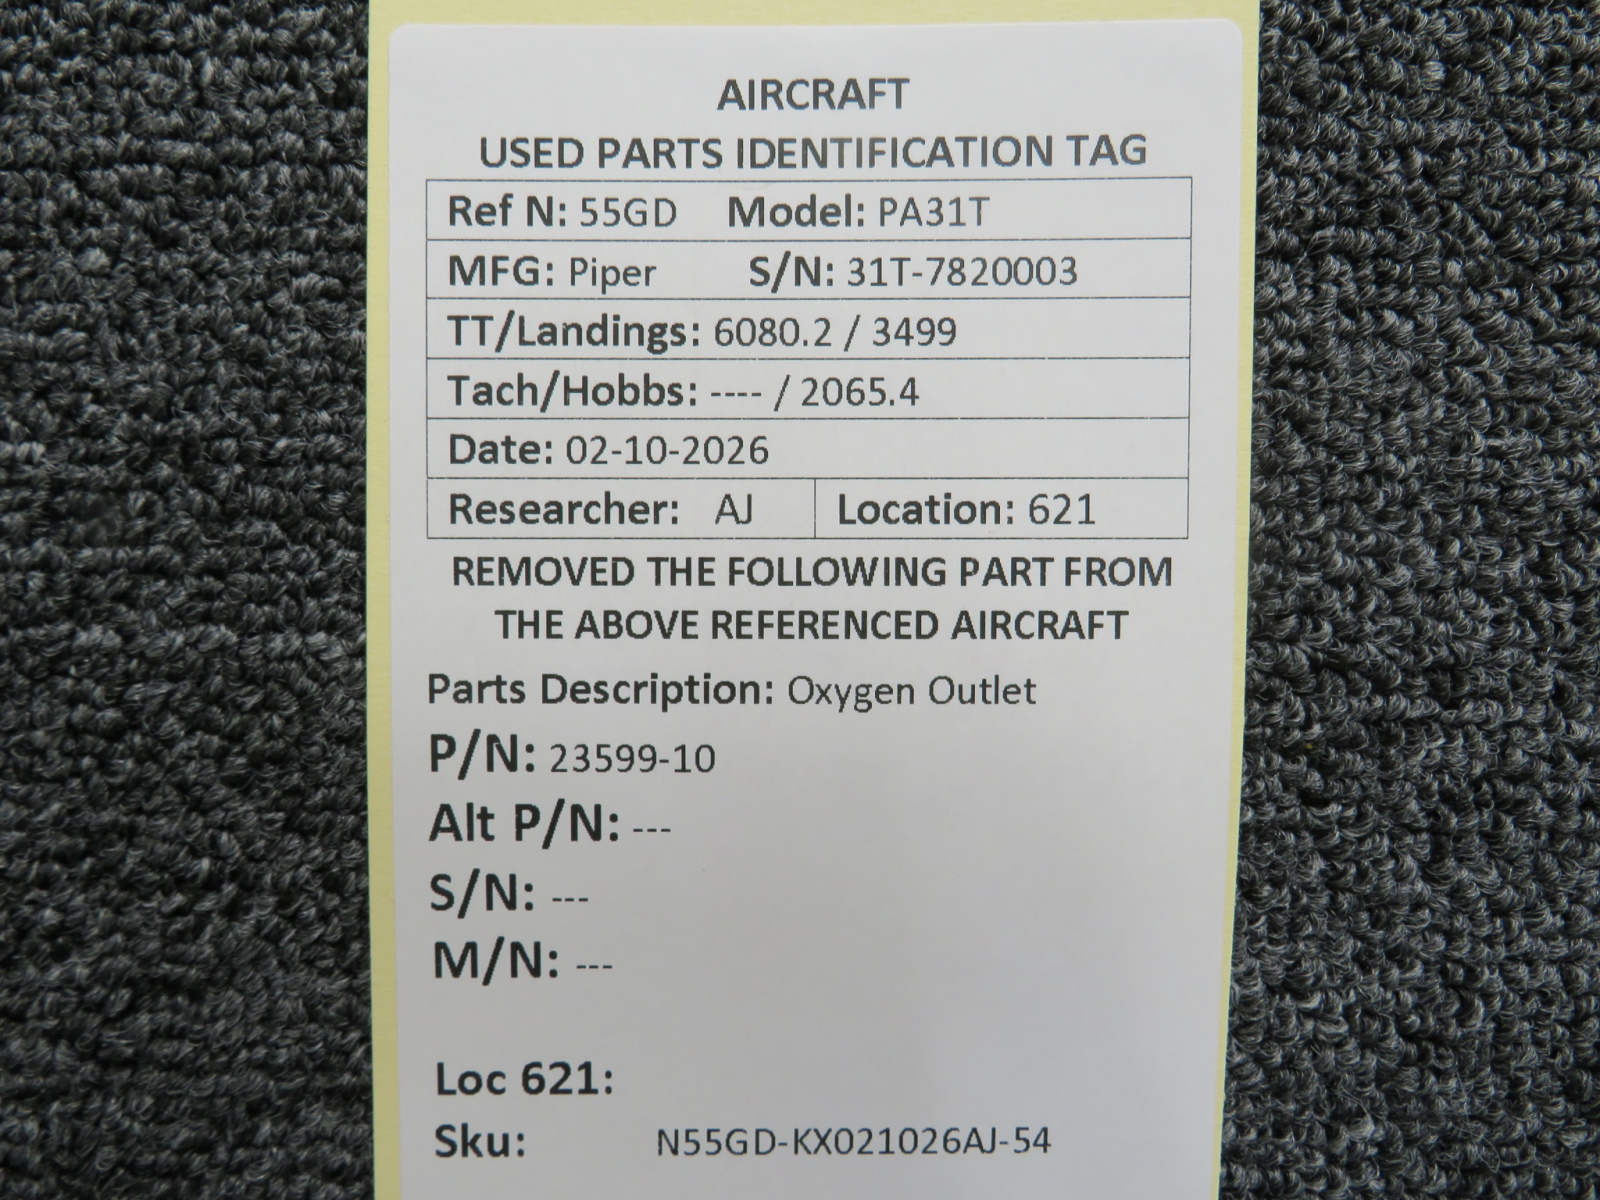 AIRCRAFT
USED PARTS IDENTIFICATION TAG
Ref N: 55GD Model: PA31T
MFG: Piper S/N: 31T-7820003
TT/Landings: 6080.2 / 3499
Tach/Hobbs: ---- / 2065.4
Date: 02-10-2026
Researcher: AJ Location: 621
REMOVED THE FOLLOWING PART FROM
THE ABOVE REFERENCED AIRCRAFT
Parts Description: Oxygen Outlet
P/N: 23599-10
Alt P/N: ---
S/N: ---
M/N: ---
Loc 621:
Sku: N55GD-KX021026AJ-54